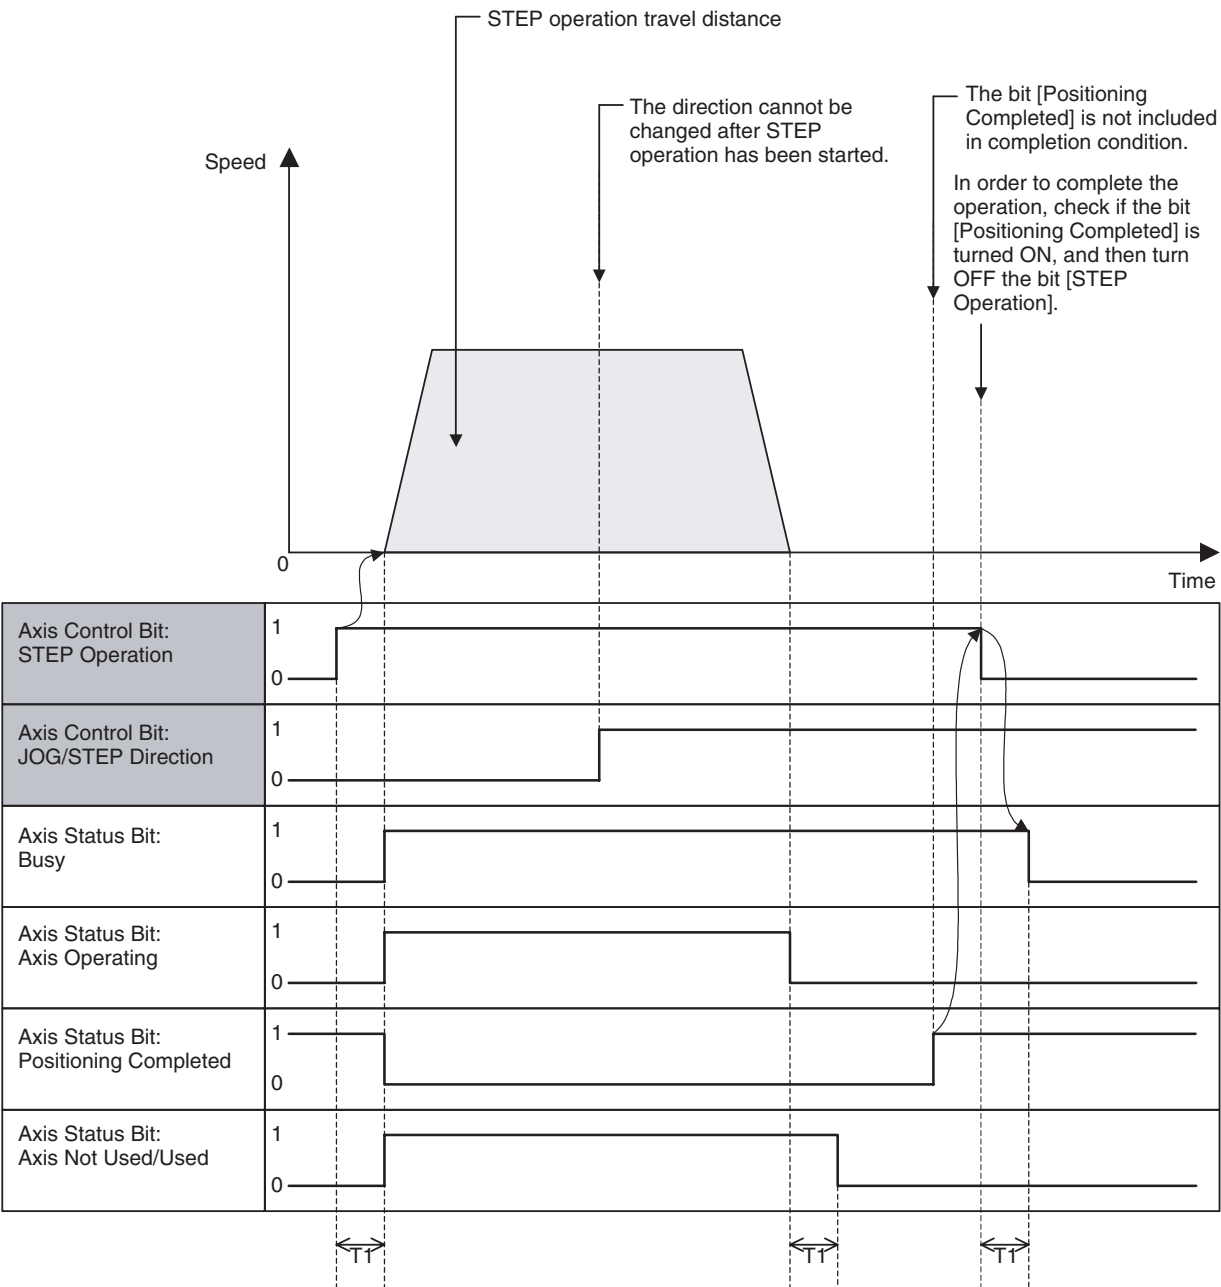 STEP operation travel distance
The direction cannot be
changed after STEP
operation has been started.
The bit [Positioning
Completed] is not included
in completion condition.
In order to complete the
operation, check if the bit
[Positioning Completed] is
turned ON, and then turn
OFF the bit [STEP
Operation].
Speed
0
Time
Axis Control Bit:
STEP Operation
1
0
Axis Control Bit:
JOG/STEP Direction
1
0
Axis Status Bit:
Busy
1
0
Axis Status Bit:
Axis Operating
1
0
Axis Status Bit:
Positioning Completed
1
0
Axis Status Bit:
Axis Not Used/Used
1
0
T1
T1
T1